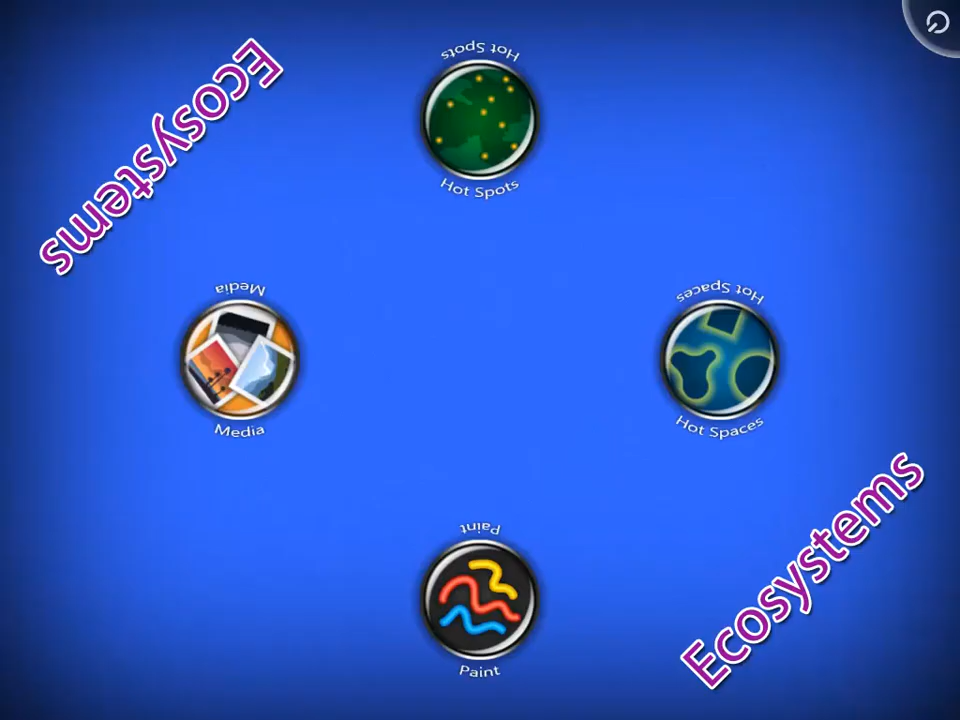 Hot Spots
Ecosystems
Hot Spots
Media
Hot Spaces
Media
Hot Spaces
Ecosystems
Paint
Paint